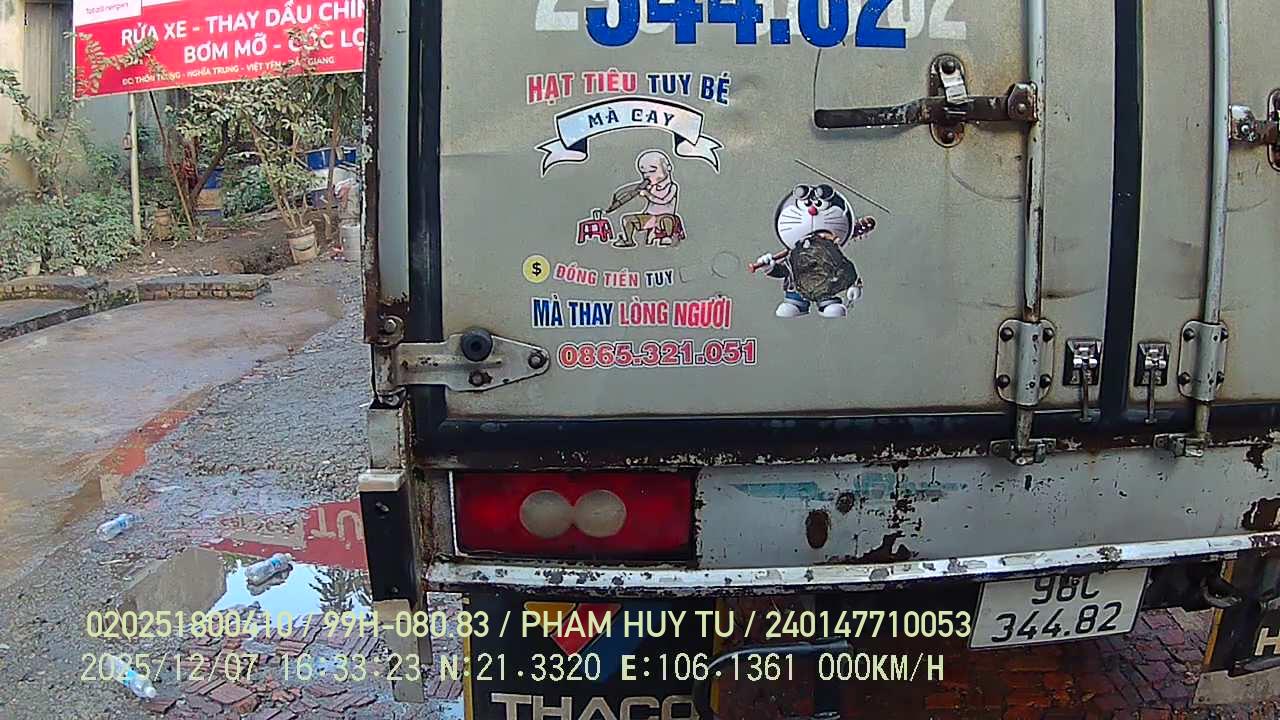 RỬA XE - THAY DẦU
BƠM MỠ -
344.82
HẠT TIÊU TUY BÉ
MÀ CAY
$ ĐỒNG TIỀN TUY
MÀ THAY LÒNG NGƯỜI
0865.321.051
98C
344.82
020251800410 / 99H-080.83 / PHAM HUY TU / 240147710053
2025/12/07 16:33:23 N:21.3320 E:106.1361 000KM/H
THACO